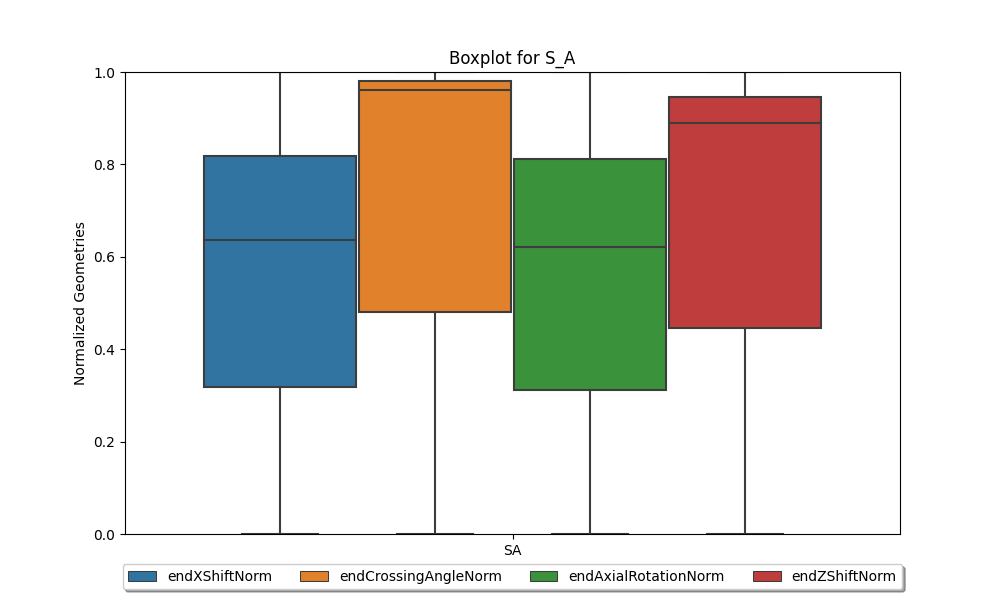 Boxplot for S_A
1.0
0.8
0.6
0.4
0.2
0.0
Normalized Geometries
SA
endXShiftNorm endCrossingAngleNorm endAxialRotationNorm endZShiftNorm